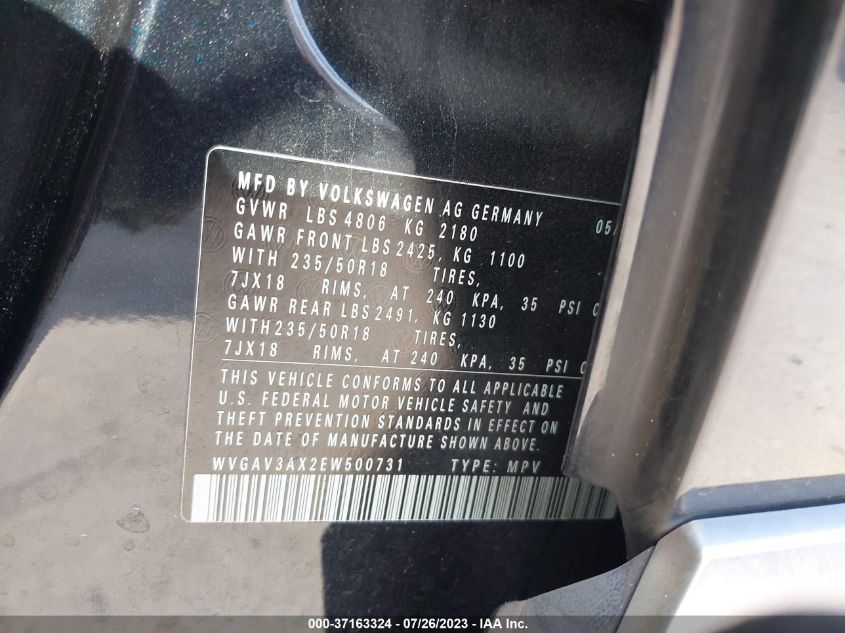 MFD BY VOLKSWAGEN AG GERMANY 05/
GVWR LBS 4806 KG 2180
GAWR FRONT LBS 2425, KG 1100
WITH 235/50R18 TIRES,
7JX18 RIMS, AT 240 KPA, 35 PSI C
GAWR REAR LBS 2491, KG 1130
WITH 235/50R18 TIRES,
7JX18 RIMS, AT 240 KPA, 35 PSI C
THIS VEHICLE CONFORMS TO ALL APPLICABLE
U.S. FEDERAL MOTOR VEHICLE SAFETY AND
THEFT PREVENTION STANDARDS IN EFFECT ON
THE DATE OF MANUFACTURE SHOWN ABOVE.
WVGAV3AX2EW500731 TYPE: MPV
000-37163324 / 07/26/2023 - IAA Inc.